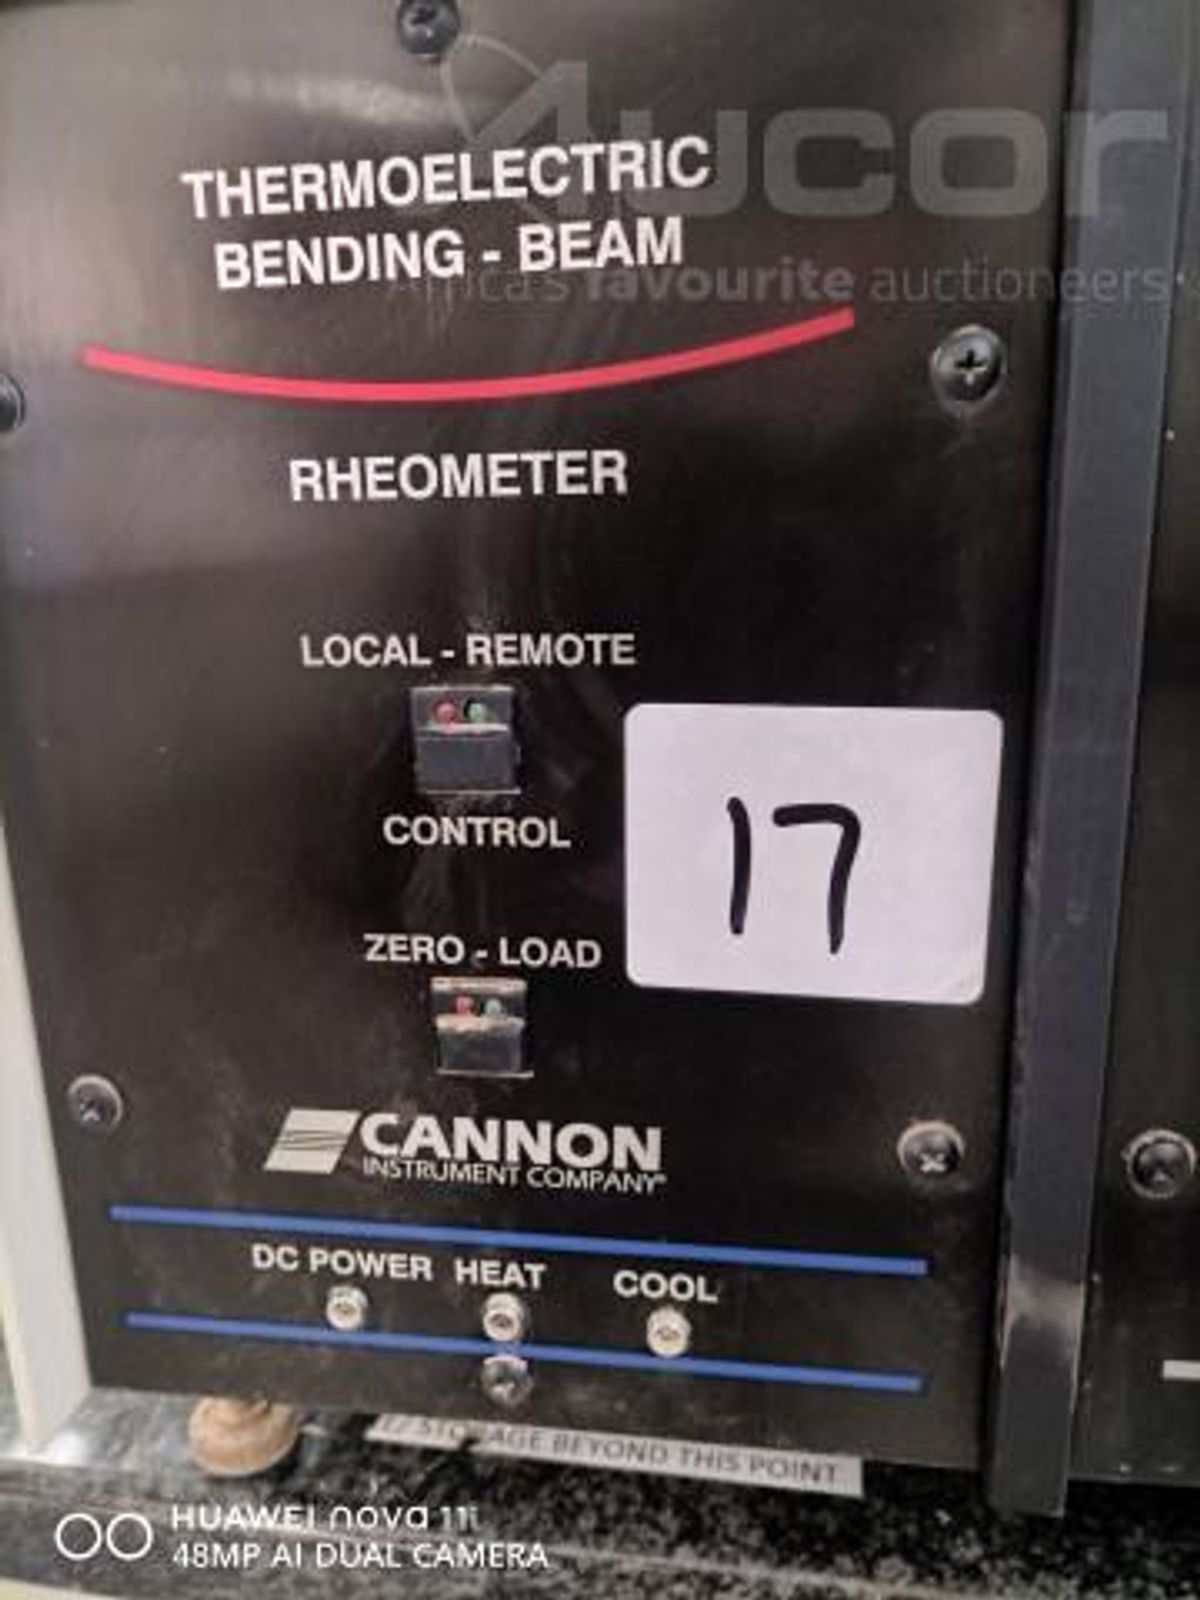 Aucor
Africa's favourite auctioneers
THERMOELECTRIC
BENDING - BEAM
RHEOMETER
LOCAL - REMOTE
CONTROL
17
ZERO - LOAD
CANNON
INSTRUMENT COMPANY®
DC POWER HEAT COOL
STORAGE BEYOND THIS POINT
HUAWEI nova 11i
48MP AI DUAL CAMERA